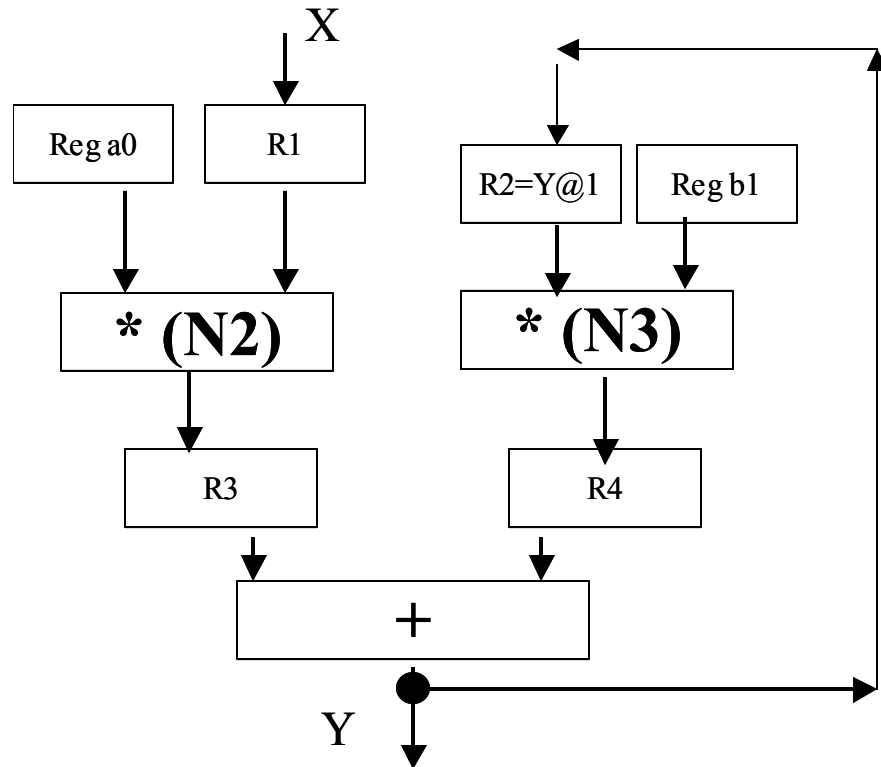 X
Reg a0
R1
R2=Y@1
Reg b1
* (N2)
* (N3)
R3
R4
+
Y